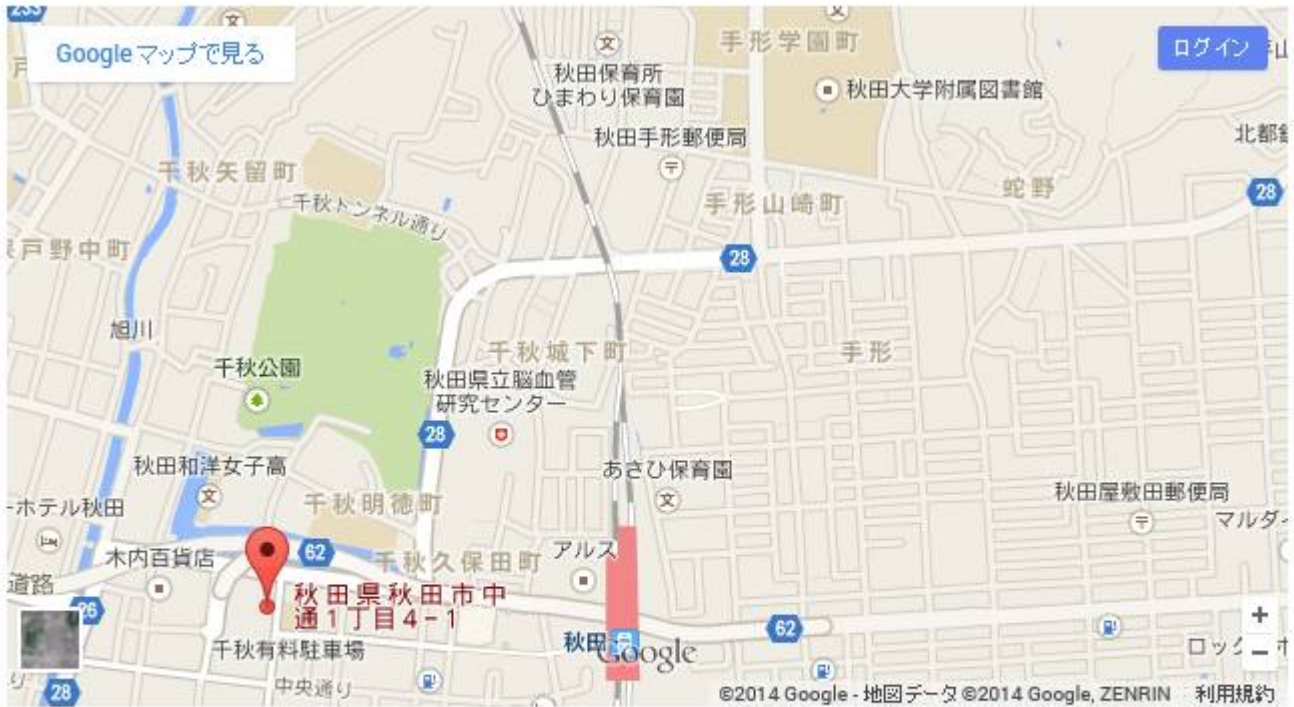 233
文
文
Google マップで見る
ログイン
手形学園町
文
秋田保育所
ひまわり保育園
秋田大学附属図書館
秋田手形郵便局
〒
北都
千秋矢留町
手形山崎町
蛇野
28
千秋トンネル通り
戸野中町
28
旭川
千秋城下町
手形
千秋公園
秋田県立脳血管
研究センター
28
あさひ保育園
文
秋田和洋女子高
文
千秋明徳町
ーホテル秋田
秋田屋敷田郵便局
〒
マルダイ
木内百貨店
62
千秋久保田町
アルス
道路
26
秋田県秋田市中
通1丁目4-1
62
+
千秋有料駐車場
秋田
Google
ロック
−
り
28
中央通り
©2014 Google - 地図データ ©2014 Google, ZENRIN
利用規約